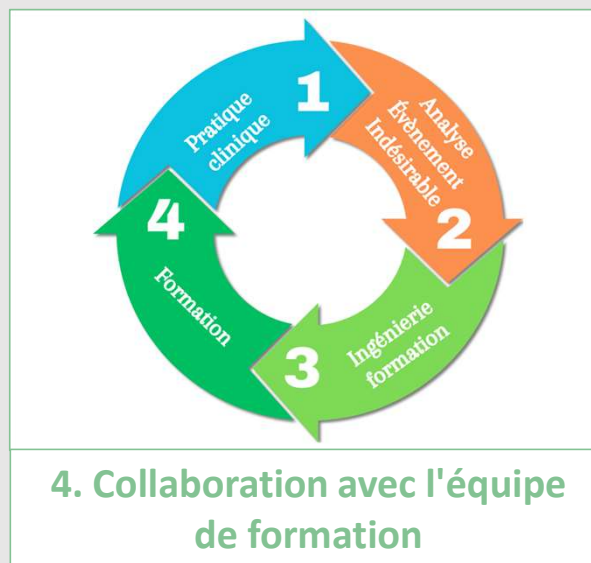 1
Pratique
clinique
Analyse
Évènement
Indésirable
2
Ingénierie
formation
3
4
Formation
4. Collaboration avec l'équipe
de formation